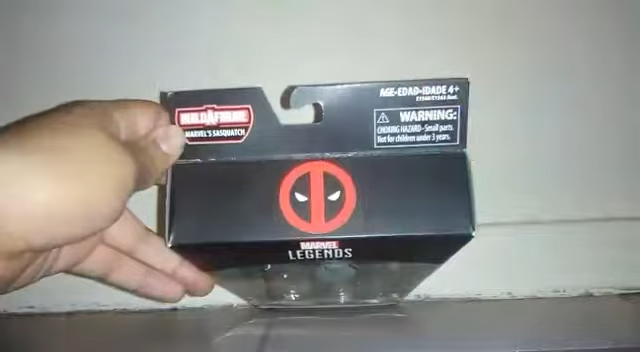 BUILD A FIGURE
MARVEL'S SASQUATCH
AGE-EDAD-IDADE 4+
WARNING:
CHOKING HAZARD-Small parts.
Not for children under 3 years.
MARVEL
LEGENDS